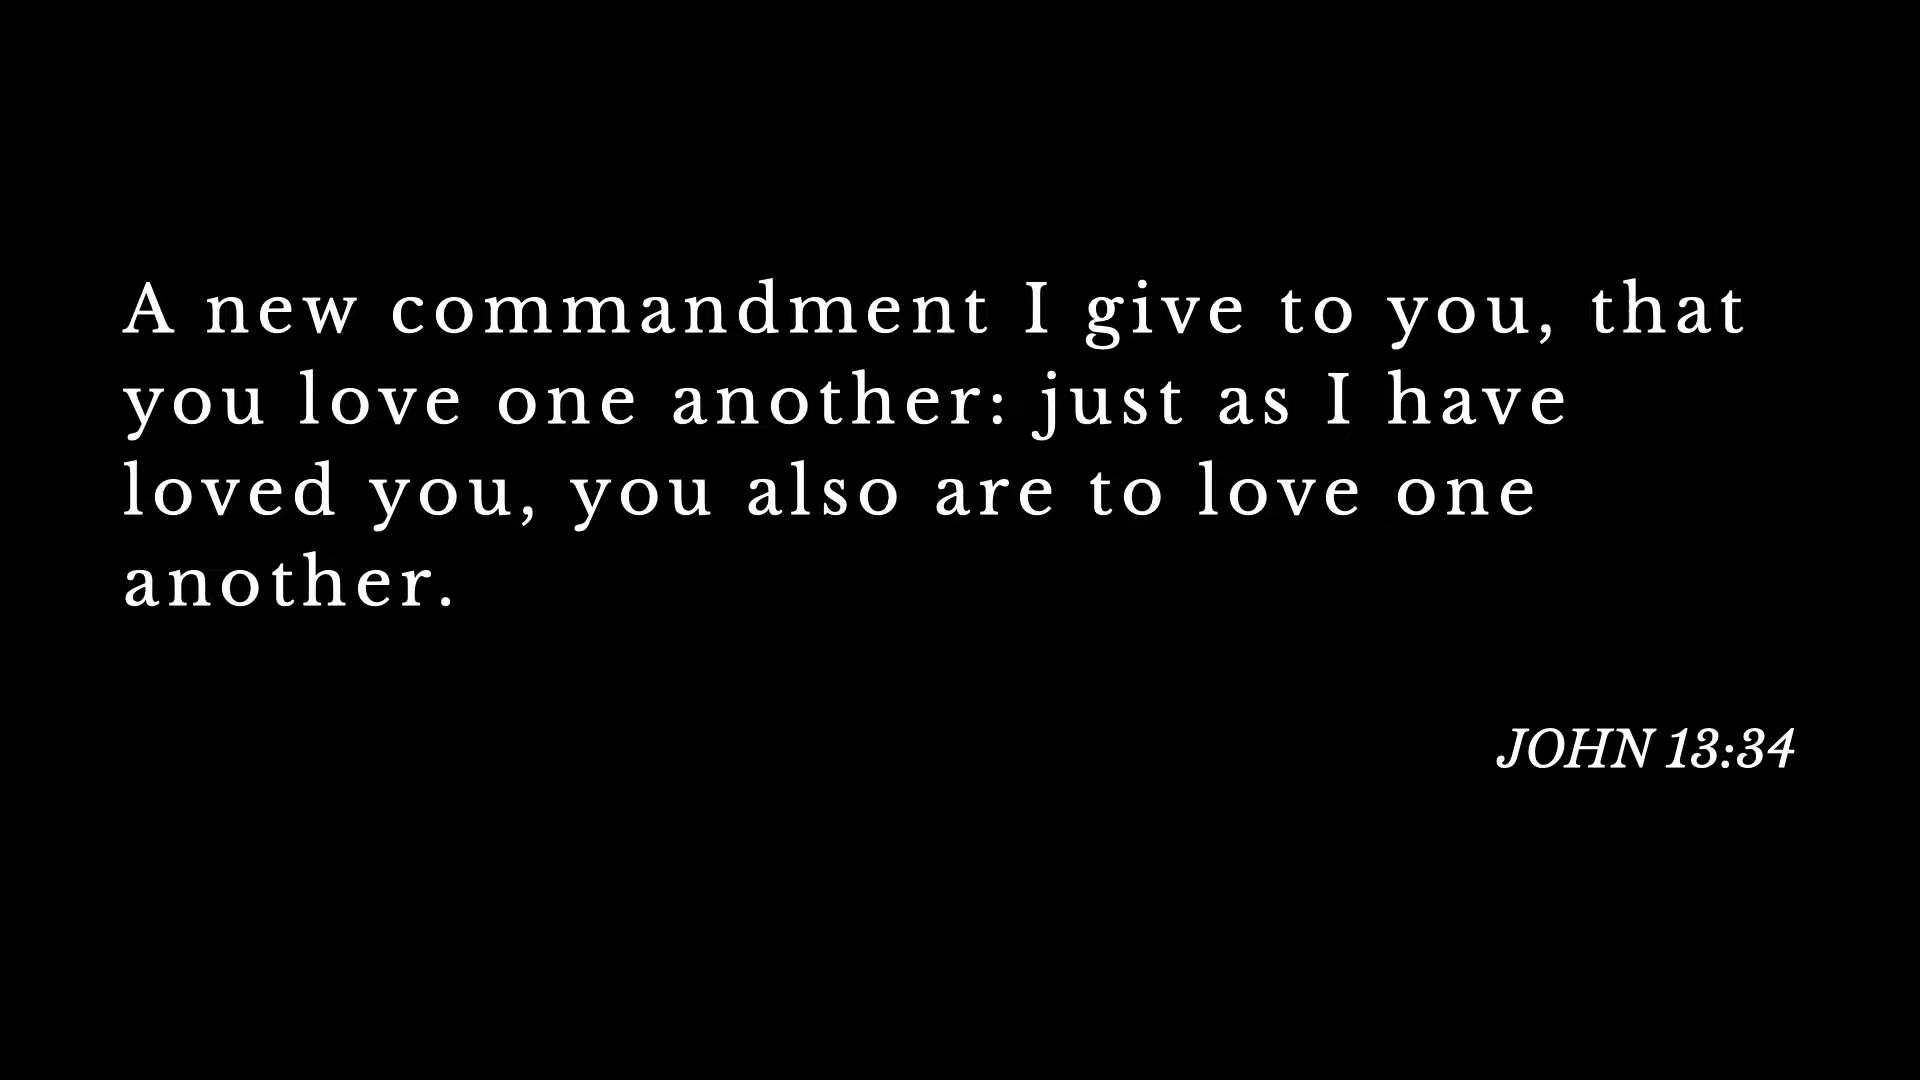 A new commandment I give to you, that
you love one another: just as I have
loved you, you also are to love one
another.
JOHN 13:34